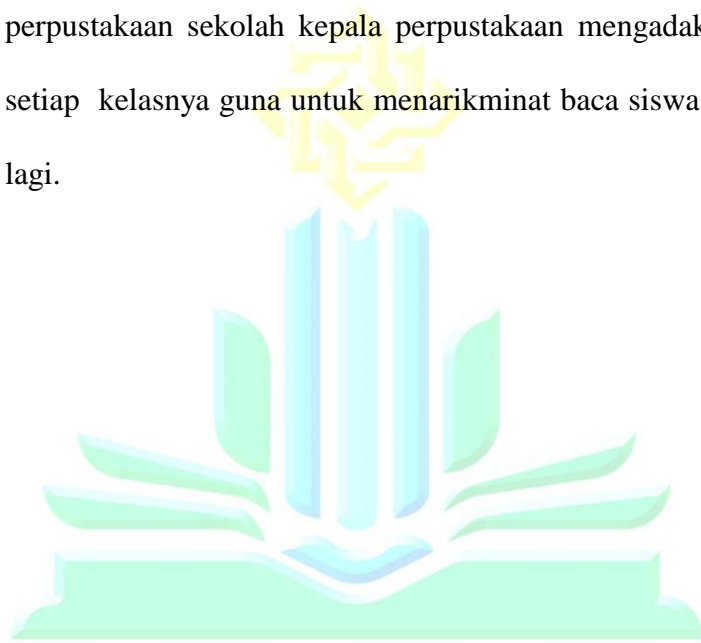 perpustakaan sekolah kepala perpustakaan mengadak
setiap kelasnya guna untuk menarikminat baca siswa
lagi.